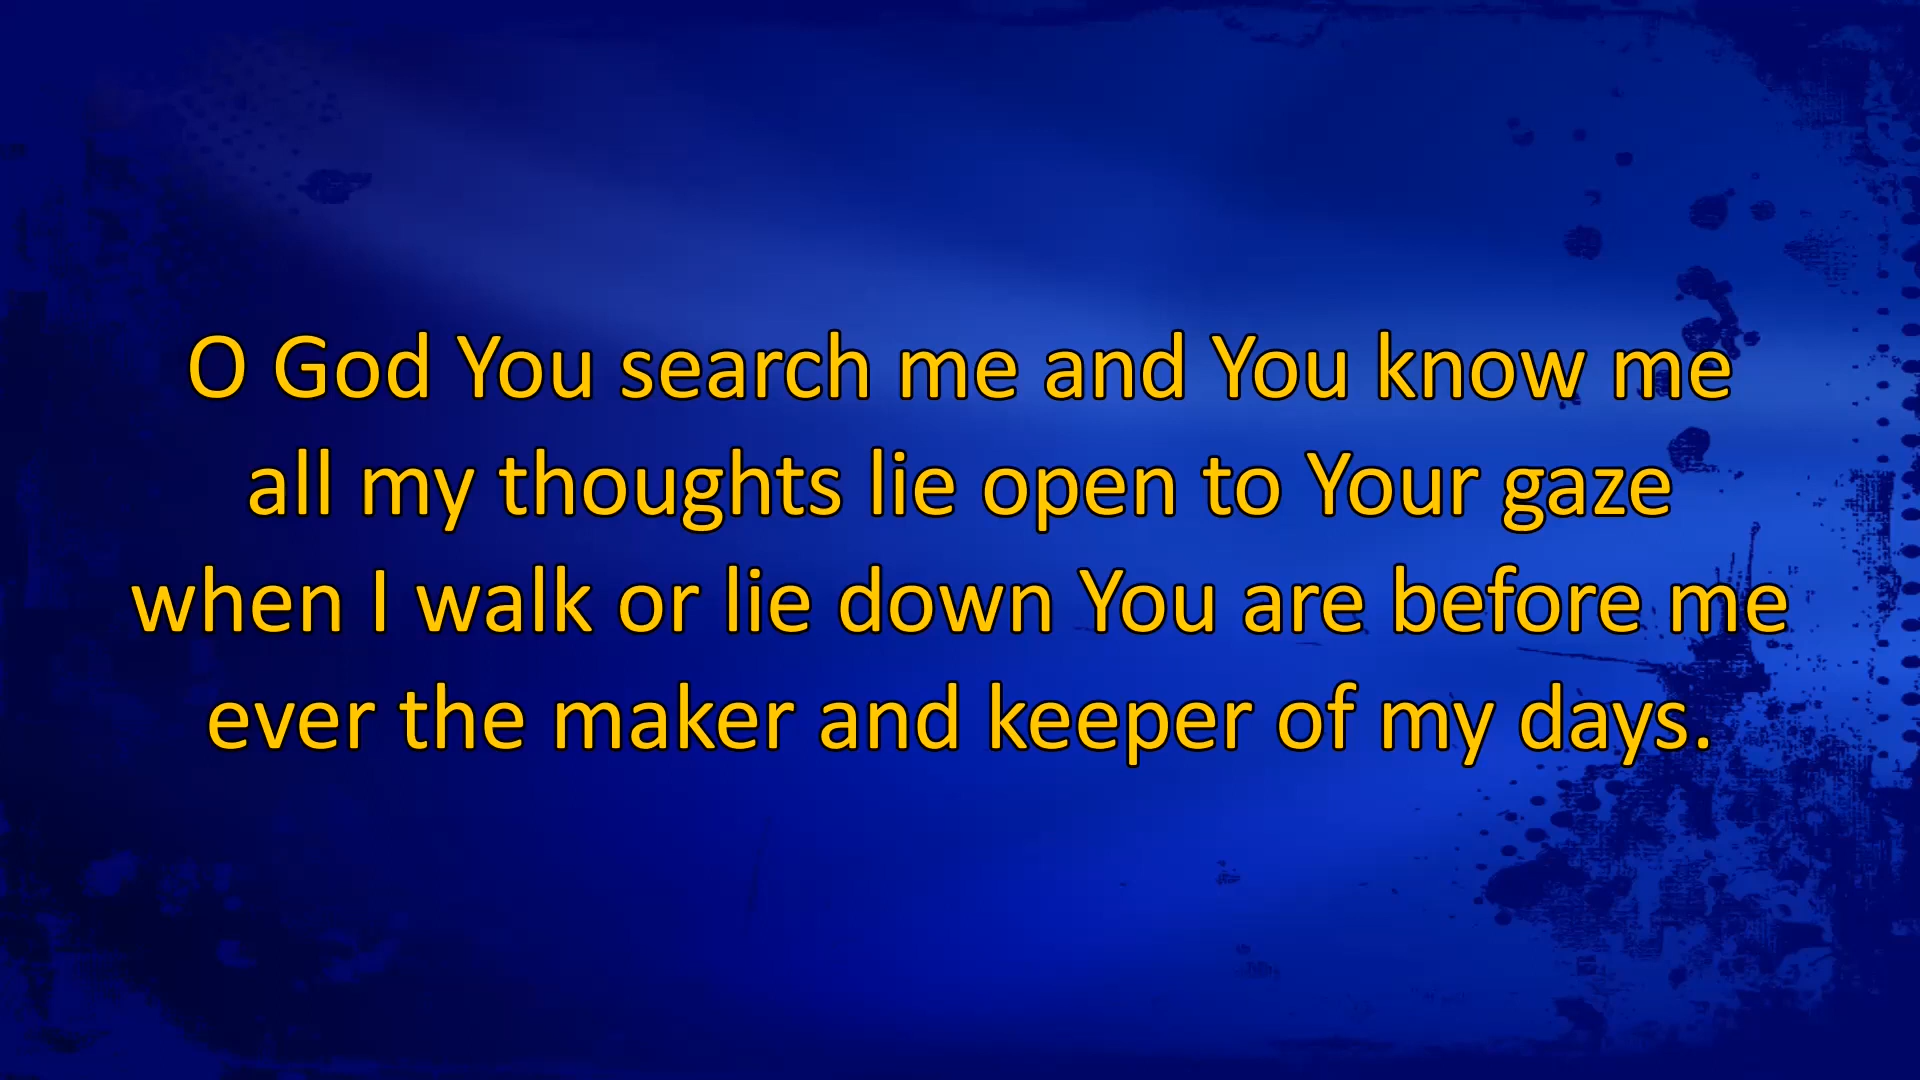 O God You search me and You know me
all my thoughts lie open to Your gaze
when I walk or lie down You are before me
ever the maker and keeper of my days.